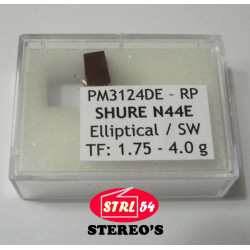 PM3124DE - RP
SHURE N44E
Elliptical / SW
TF: 1.75 - 4.0 g
STRL 54
STEREO'S